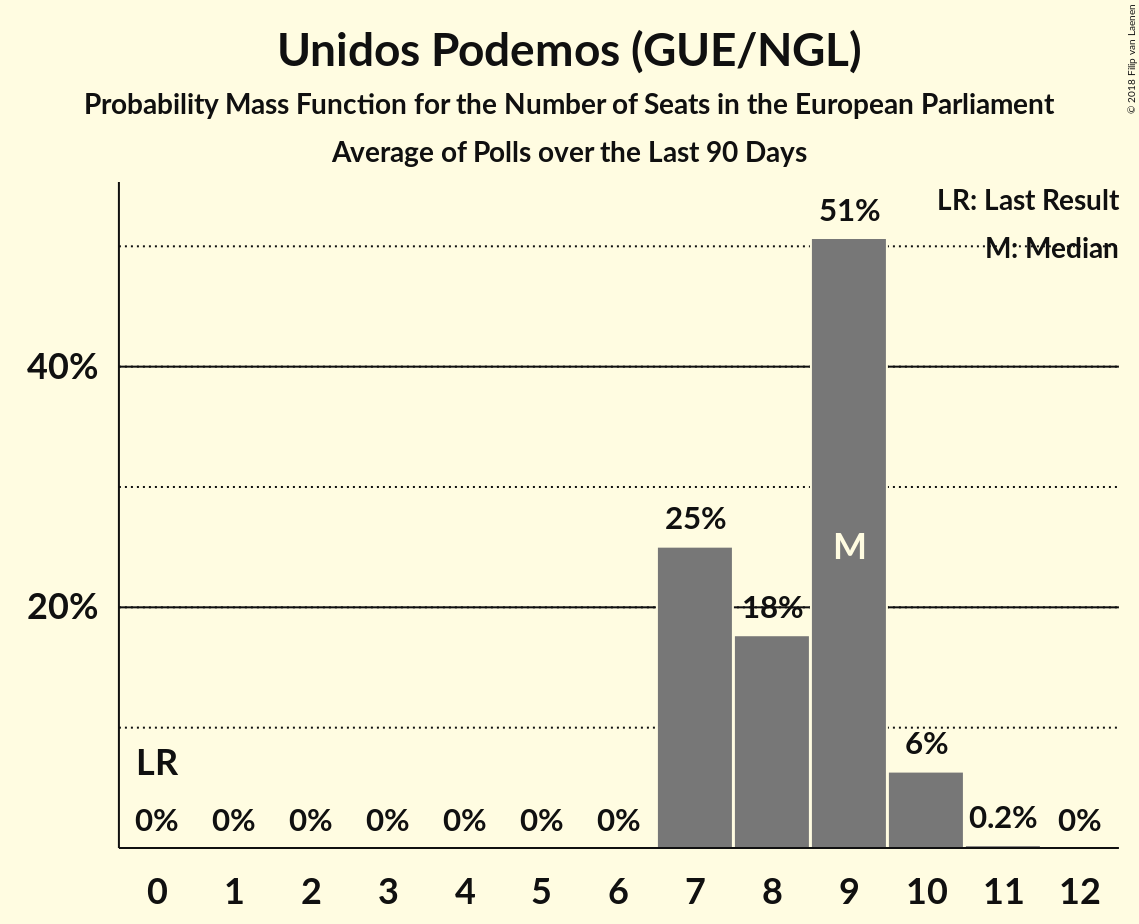 Unidos Podemos (GUE/NGL)
Probability Mass Function for the Number of Seats in the European Parliament
Average of Polls over the Last 90 Days
© 2018 Filip van Laenen
LR: Last Result
M: Median
51%
40%
25%
M
20%
18%
LR
6%
0% 0% 0% 0% 0% 0% 0% 0.2% 0%
0 1 2 3 4 5 6 7 8 9 10 11 12